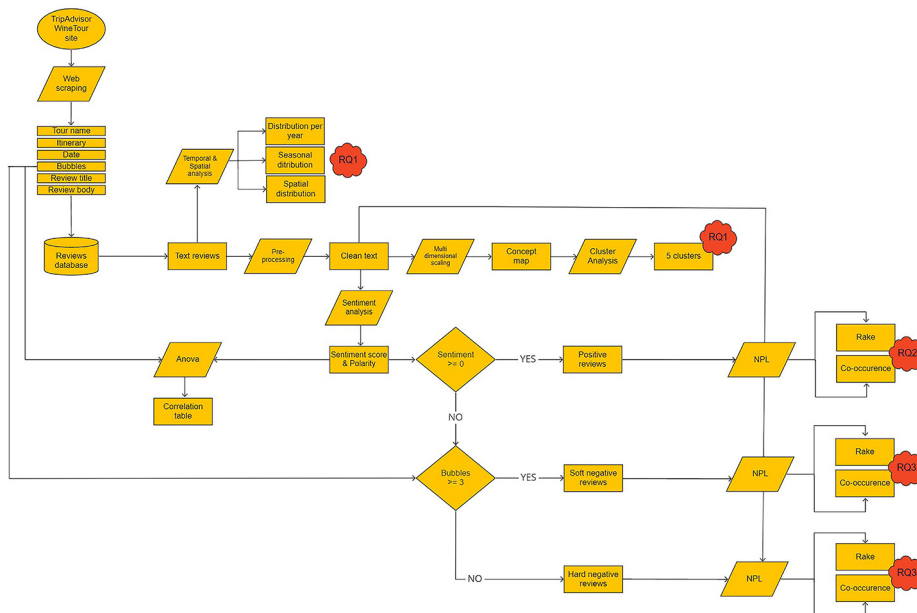 TripAdvisor
WineTour
site
Web
scraping
Tour name
Itinerary
Date
Bubbles
Review title
Review body
Reviews
database
Temporal &
Spatial
analysis
Distribution per
year
Seasonal
ditribution
Spatial
distribution
RQ1
Text reviews
Pre-
processing
Clean text
Multi
dimensional
scaling
Concept
map
Cluster
Analysis
5 clusters
RQ1
Sentiment
analysis
Anova
Sentiment score
& Polarity
Sentiment
>= 0
YES
Positive
reviews
NPL
Rake
Co-occurence
RQ2
Correlation
table
NO
Bubbles
>= 3
YES
Soft negative
reviews
NPL
Rake
Co-occurence
RQ3
NO
Hard negative
reviews
NPL
Rake
Co-occurence
RQ3